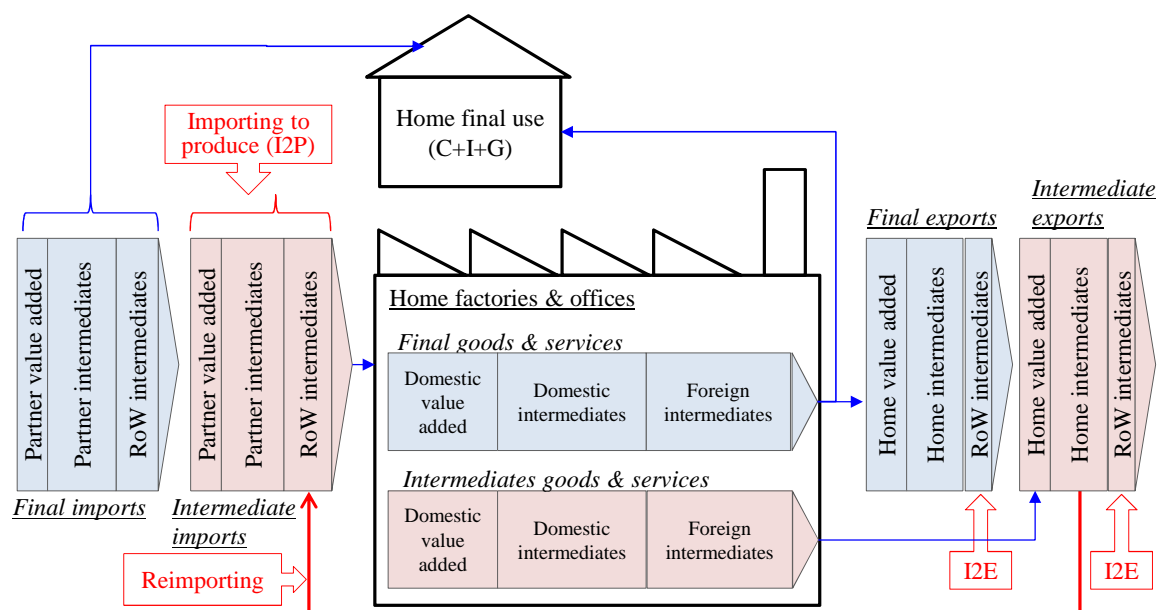 Home final use
(C+I+G)
Importing to
produce (I2P)
Final exports
Intermediate
exports
Partner value added
Partner intermediates
RoW intermediates
Partner value added
Partner intermediates
RoW intermediates
Home factories & offices
Final goods & services
Domestic
value
added
Domestic
intermediates
Foreign
intermediates
Intermediates goods & services
Domestic
value
added
Domestic
intermediates
Foreign
intermediates
Home value added
Home intermediates
RoW intermediates
Home value added
Home intermediates
RoW intermediates
Final imports
Intermediate
imports
Reimporting
I2E
I2E